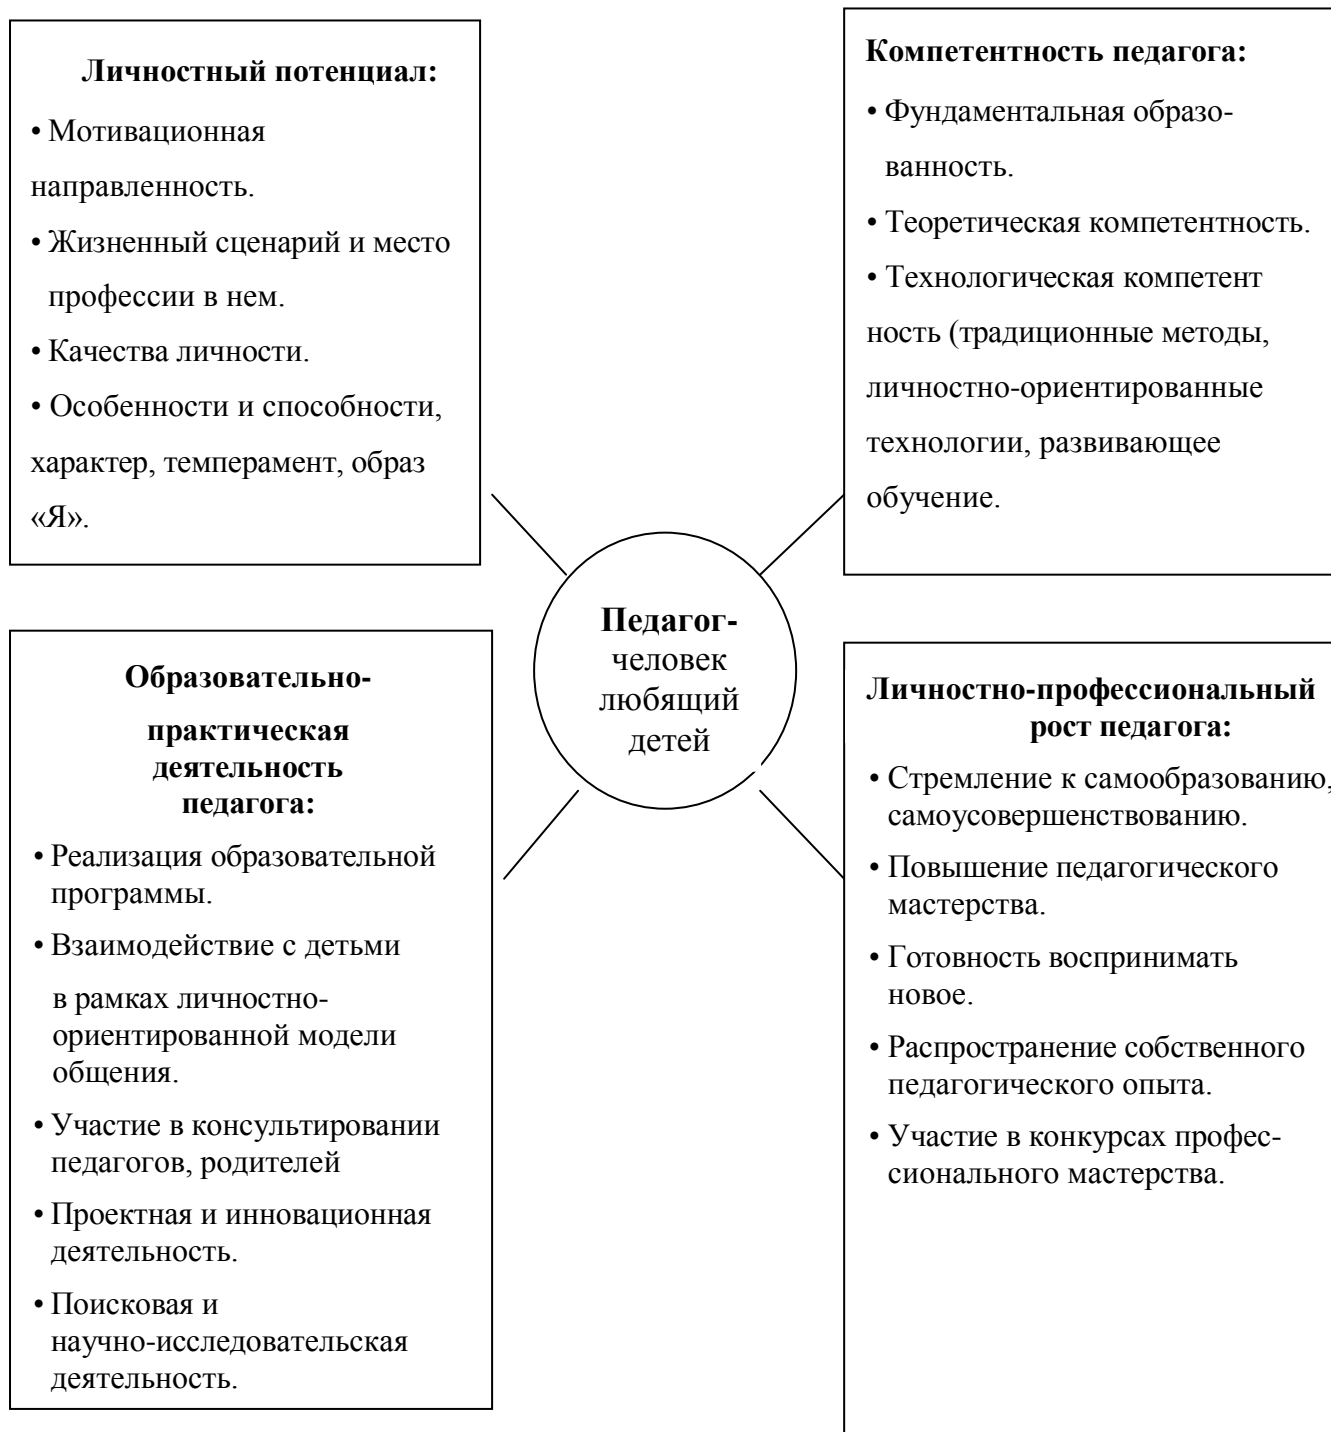 Личностный потенциал:
• Мотивационная
направленность.
• Жизненный сценарий и место
профессии в нем.
• Качества личности.
• Особенности и способности,
характер, темперамент, образ
«Я».
Компетентность педагога:
• Фундаментальная образо-
ванность.
• Теоретическая компетентность.
• Технологическая компетент
ность (традиционные методы,
личностно-ориентированные
технологии, развивающее
обучение.
Педагог-
человек
любящий
детей
Образовательно-
практическая
деятельность
педагога:
• Реализация образовательной
программы.
• Взаимодействие с детьми
в рамках личностно-
ориентированной модели
общения.
• Участие в консультировании
педагогов, родителей
• Проектная и инновационная
деятельность.
• Поисковая и
научно-исследовательская
деятельность.
Личностно-профессиональный
рост педагога:
• Стремление к самообразованию,
самоусовершенствованию.
• Повышение педагогического
мастерства.
• Готовность воспринимать
новое.
• Распространение собственного
педагогического опыта.
• Участие в конкурсах профес-
сионального мастерства.